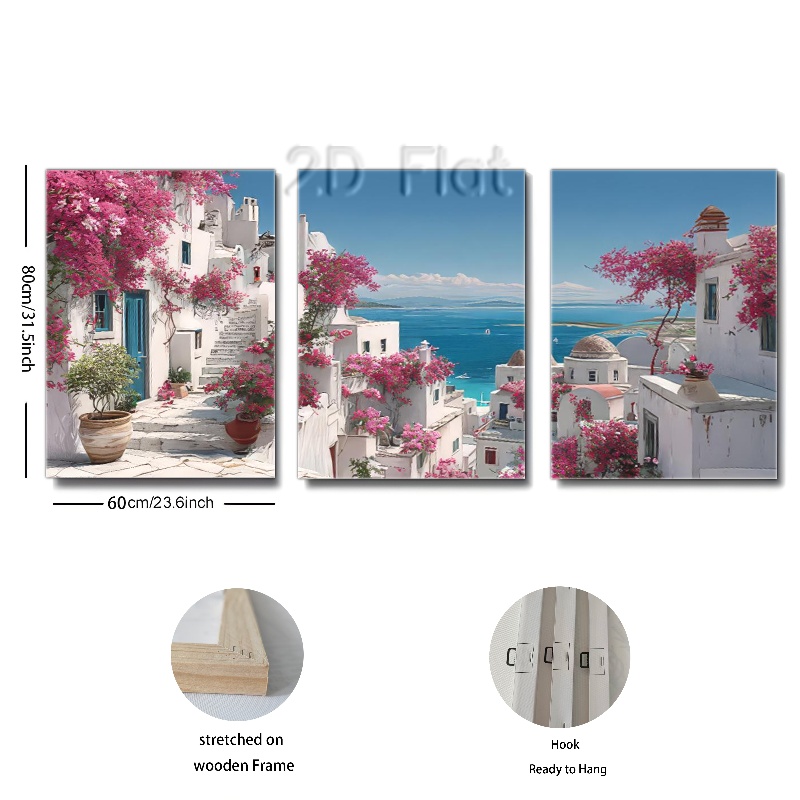 2D Flat
80cm/31.5inch
60cm/23.6inch
stretched on
wooden Frame
Hook
Ready to Hang